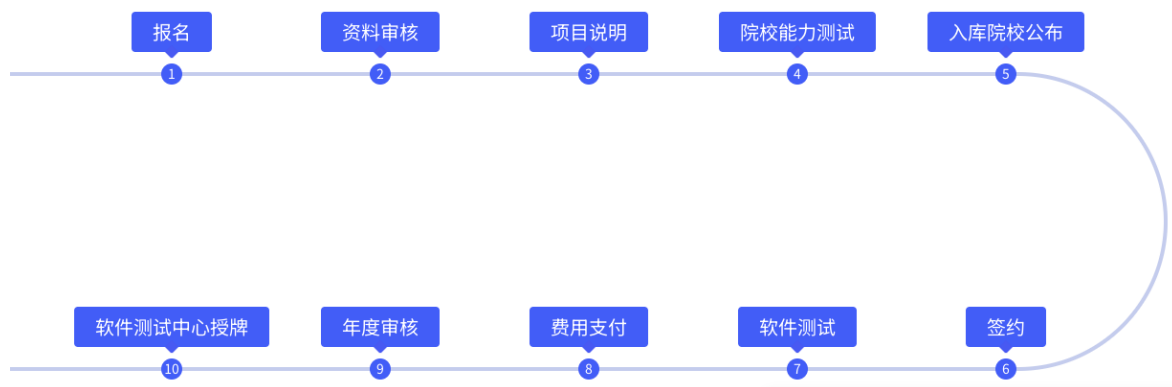 报名
资料审核
项目说明
院校能力测试
入库院校公布
1
2
3
4
5
签约
软件测试
费用支付
年度审核
软件测试中心授牌
6
7
8
9
10